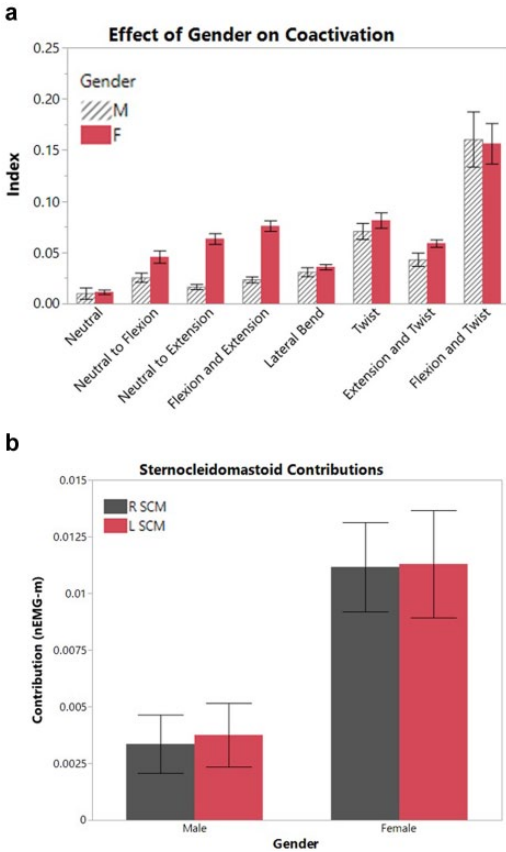 a
Effect of Gender on Coactivation
0.25
0.20
0.15
0.10
0.05
0.00
Index
Gender
M
F
Neutral
Neutral to Flexion
Neutral to Extension
Flexion and Extension
Lateral Bend
Twist
Extension and Twist
Flexion and Twist
b
Sternocleidomastoid Contributions
0.015
0.0125
0.01
0.0075
0.005
0.0025
0
Contribution (nEMG-m)
R SCM
L SCM
Male
Female
Gender